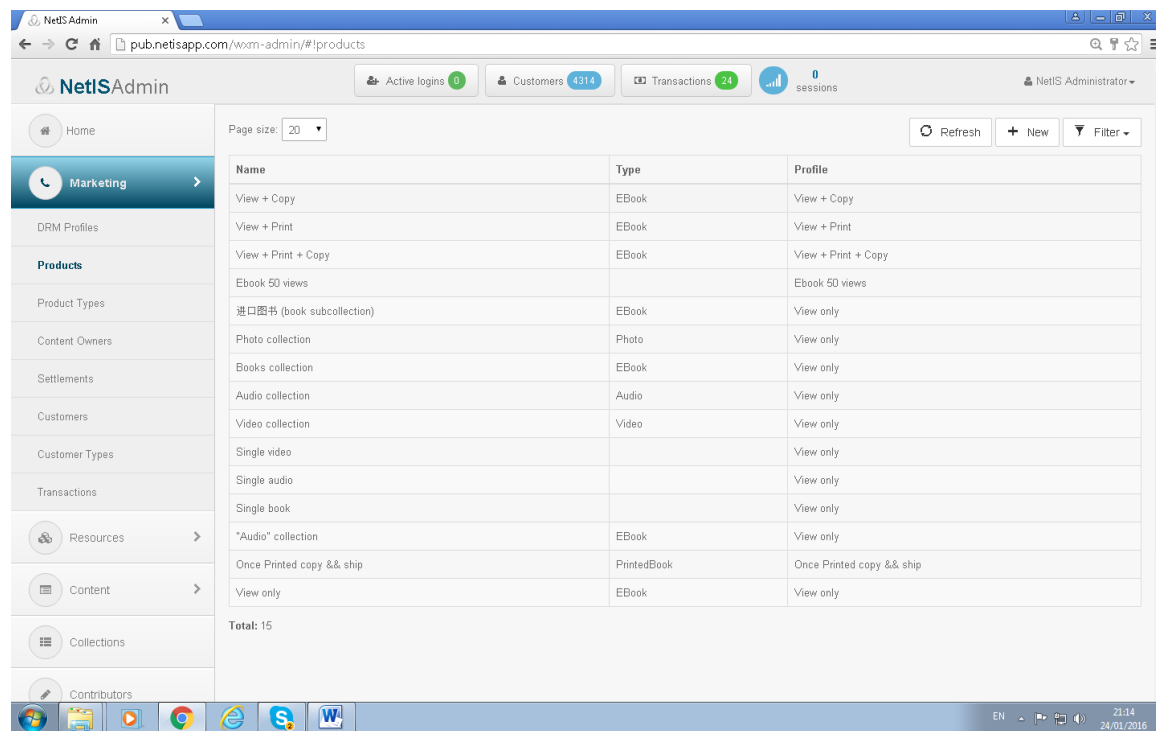 NetIS Admin
pub.netisapp.com/wxm-admin/#!products
NetISAdmin
Active logins 0
Customers 4314
Transactions 24
0 sessions
NetIS Administrator
Home
Marketing
DRM Profiles
Products
Product Types
Content Owners
Settlements
Customers
Customer Types
Transactions
Resources
Content
Collections
Contributors
Page size: 20
Refresh
New
Filter
Name Type Profile
View + Copy EBook View + Copy
View + Print EBook View + Print
View + Print + Copy EBook View + Print + Copy
Ebook 50 views Ebook 50 views
进口图书 (book subcollection) EBook View only
Photo collection Photo View only
Books collection EBook View only
Audio collection Audio View only
Video collection Video View only
Single video View only
Single audio View only
Single book View only
"Audio" collection EBook View only
Once Printed copy && ship PrintedBook Once Printed copy && ship
View only EBook View only
Total: 15
EN
21:14
24/01/2016